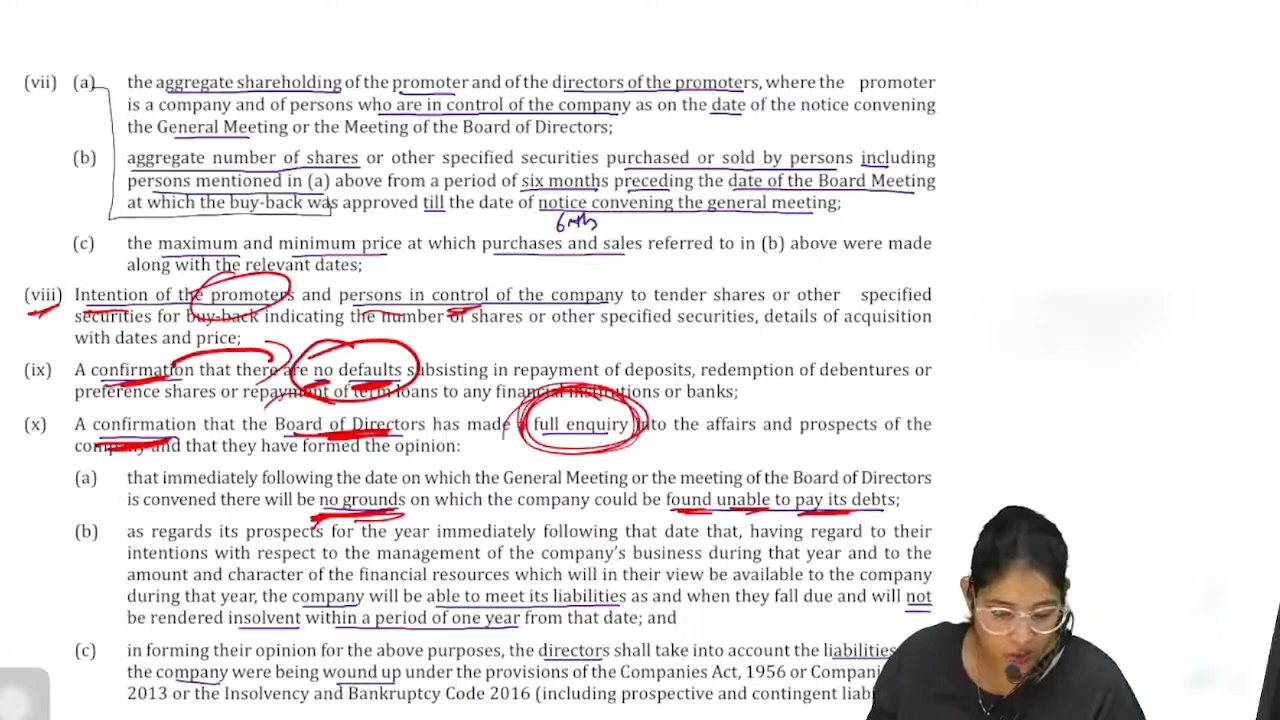 (vii) (a) the aggregate shareholding of the promoter and of the directors of the promoters, where the promoter
is a company and of persons who are in control of the company as on the date of the notice convening
the General Meeting or the Meeting of the Board of Directors;
(b) aggregate number of shares or other specified securities purchased or sold by persons including
persons mentioned in (a) above from a period of six months preceding the date of the Board Meeting
at which the buy-back was approved till the date of notice convening the general meeting;
6mths
(c) the maximum and minimum price at which purchases and sales referred to in (b) above were made
along with the relevant dates;
(viii) Intention of the promoters and persons in control of the company to tender shares or other specified
securities for buy-back indicating the number of shares or other specified securities, details of acquisition
with dates and price;
(ix) A confirmation that there are no defaults subsisting in repayment of deposits, redemption of debentures or
preference shares or repayment of term loans to any financial institutions or banks;
(x) A confirmation that the Board of Directors has made full enquiry into the affairs and prospects of the
company and that they have formed the opinion:
(a) that immediately following the date on which the General Meeting or the meeting of the Board of Directors
is convened there will be no grounds on which the company could be found unable to pay its debts;
(b) as regards its prospects for the year immediately following that date that, having regard to their
intentions with respect to the management of the company's business during that year and to the
amount and character of the financial resources which will in their view be available to the company
during that year, the company will be able to meet its liabilities as and when they fall due and will not
be rendered insolvent within a period of one year from that date; and
(c) in forming their opinion for the above purposes, the directors shall take into account the liabilities
the company were being wound up under the provisions of the Companies Act, 1956 or
2013 or the Insolvency and Bankruptcy Code 2016 (including prospective and contingent